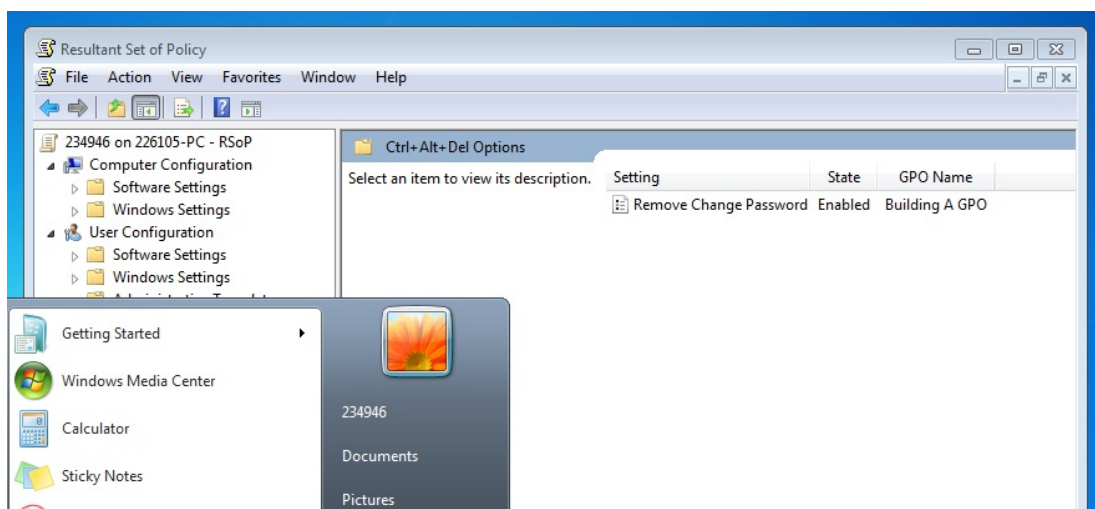 Resultant Set of Policy
File Action View Favorites Window Help
234946 on 226105-PC - RSoP
Computer Configuration
Software Settings
Windows Settings
User Configuration
Software Settings
Windows Settings
Ctrl+Alt+Del Options
Select an item to view its description.
Setting State GPO Name
Remove Change Password Enabled Building A GPO
Getting Started
Windows Media Center
Calculator
Sticky Notes
234946
Documents
Pictures